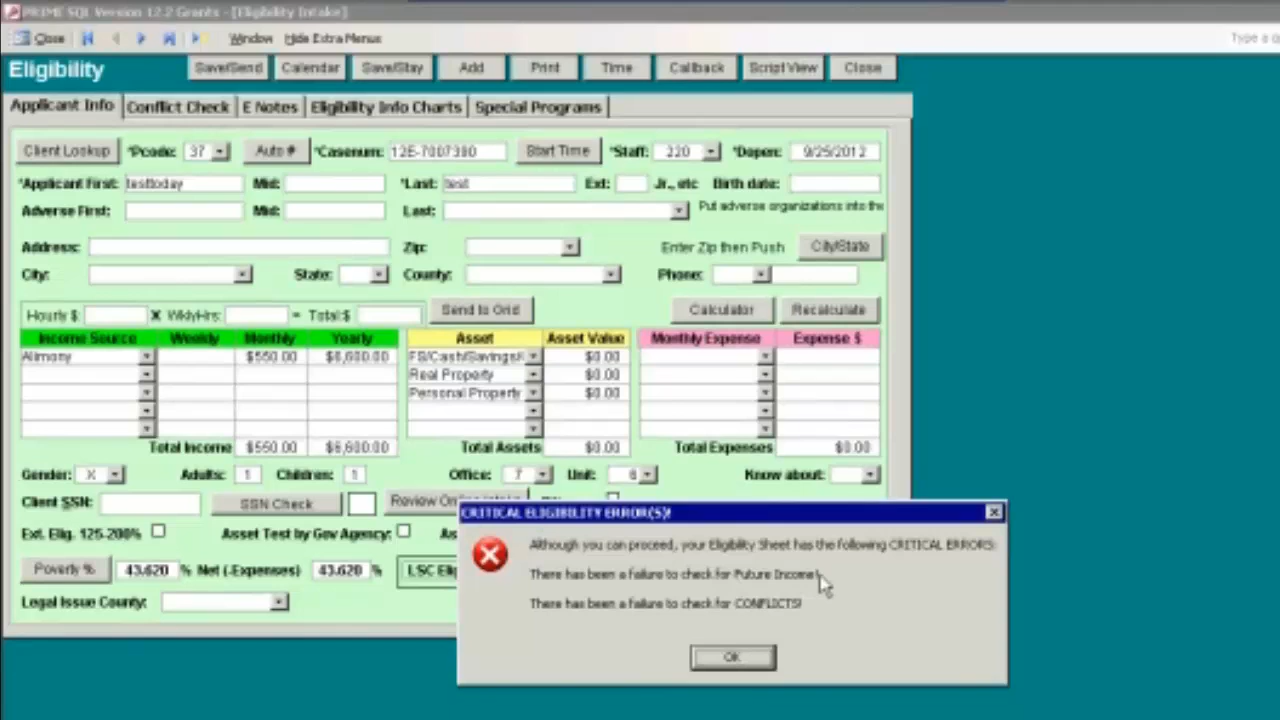 PRIME SQL Version 12.2 Grants - [Eligibility Intake]
Close Window Hide Extra Menus Type a q
Eligibility Save/Send Calendar Save/Stay Add Print Time Callback Script View Close
Applicant Info Conflict Check E Notes Eligibility Info Charts Special Programs
Client Lookup *Pcode: 37 Auto # *Casenum: 12E-7007390 Start Time *Staff: 220 *Dopen: 9/25/2012
*Applicant First: testtoday Mid: *Last: test Ext: Jr., etc Birth date:
Adverse First: Mid: Last: Put adverse organizations into the
Address: Zip: Enter Zip then Push City/State
City: State: County: Phone:
Hourly $: X WklyHrs: = Total:$ Send to Grid Calculator Recalculate
Income Source Weekly Monthly Yearly Asset Asset Value Monthly Expense Expense $
Alimony $550.00 $6,600.00 FS/Cash/Savings/ $0.00
Real Property $0.00
Personal Property $0.00
Total Income $550.00 $6,600.00 Total Assets $0.00 Total Expenses $0.00
Gender: X Adults: 1 Children: 1 Office: 7 Unit: 6 Know about:
Client SSN: SSN Check Review Online
Ext. Elig. 125-200% Asset Test by Gov Agency: As
Poverty % 43.620 % Net (-Expenses) 43.620 % LSC Elig
Legal Issue County:
CRITICAL ELIGIBILITY ERROR(S)!
Although you can proceed, your Eligibility Sheet has the following CRITICAL ERRORS:
There has been a failure to check for Future Income!
There has been a failure to check for CONFLICTS!
OK